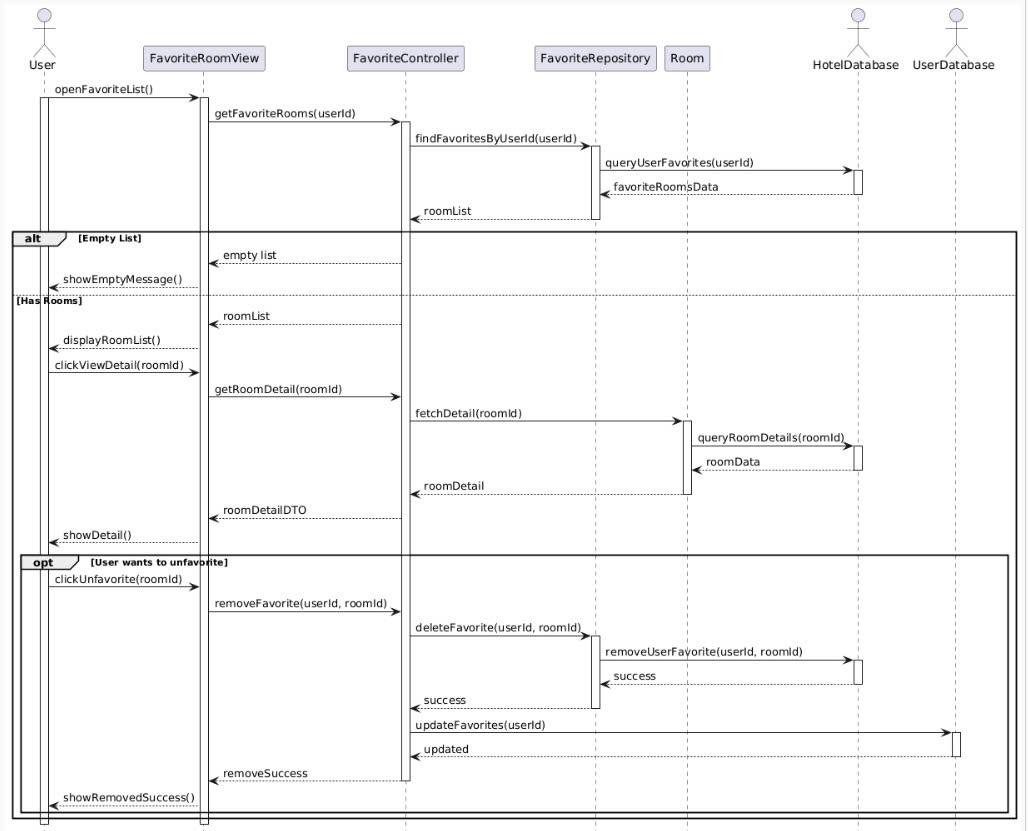 User
FavoriteRoomView
FavoriteController
FavoriteRepository
Room
HotelDatabase
UserDatabase
openFavoriteList()
getFavoriteRooms(userId)
findFavoritesByUserId(userId)
queryUserFavorites(userId)
favoriteRoomsData
roomList
alt
[Empty List]
empty list
showEmptyMessage()
[Has Rooms]
roomList
displayRoomList()
clickViewDetail(roomId)
getRoomDetail(roomId)
fetchDetail(roomId)
queryRoomDetails(roomId)
roomData
roomDetail
roomDetailDTO
showDetail()
opt
[User wants to unfavorite]
clickUnfavorite(roomId)
removeFavorite(userId, roomId)
deleteFavorite(userId, roomId)
removeUserFavorite(userId, roomId)
success
success
updateFavorites(userId)
updated
removeSuccess
showRemovedSuccess()